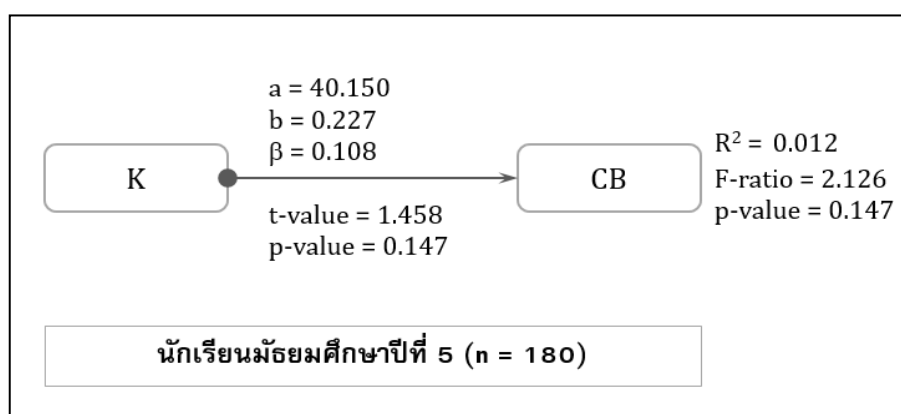 a = 40.150
b = 0.227
β = 0.108
K
t-value = 1.458
p-value = 0.147
CB
R² = 0.012
F-ratio = 2.126
p-value = 0.147
นักเรียนมัธยมศึกษาปีที่ 5 (n = 180)